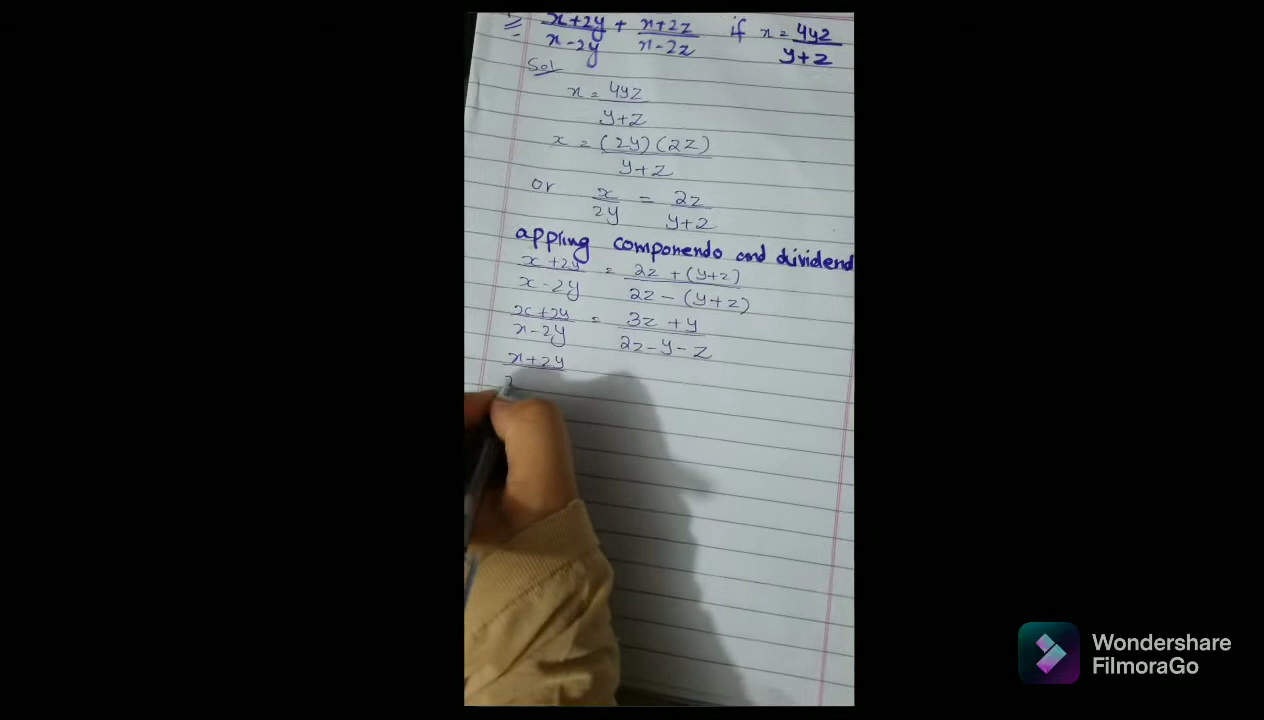 x+2y/x-2y + x+2z/x-2z if x = 4yz/y+z
Sol
x = 4yz/y+z
x = (2y)(2z)/y+z
or x/2y = 2z/y+z
appling componendo and dividend
x+2y/x-2y = 2z+(y+z)/2z-(y+z)
x+2y/x-2y = 3z+y/2z-y-z
x+2y
Wondershare
FilmoraGo